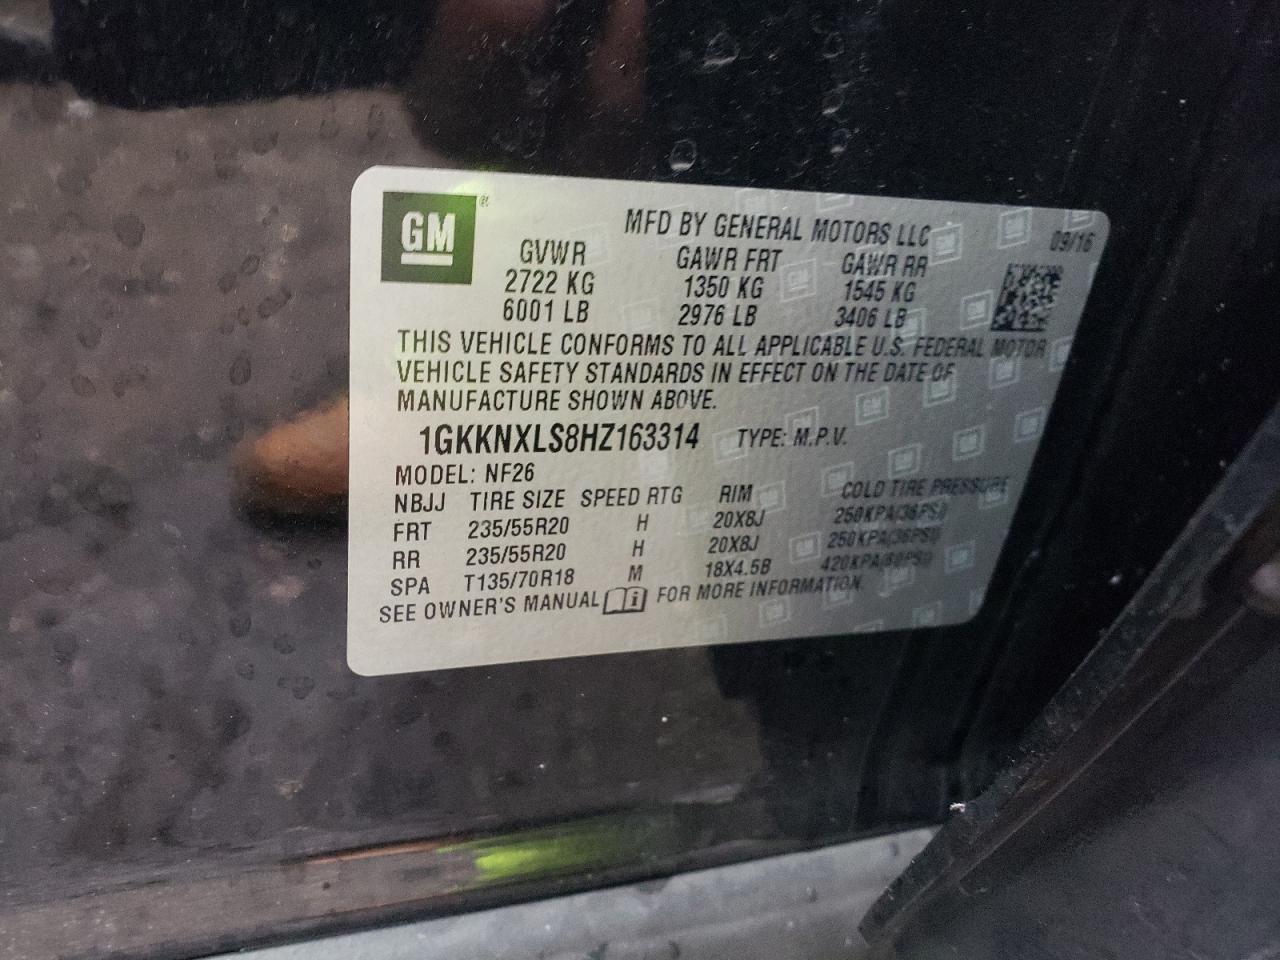 GM ®
MFD BY GENERAL MOTORS LLC
09/16
GVWR GAWR FRT GAWR RR
2722 KG 1350 KG 1545 KG
6001 LB 2976 LB 3406 LB
THIS VEHICLE CONFORMS TO ALL APPLICABLE U.S. FEDERAL MOTOR
VEHICLE SAFETY STANDARDS IN EFFECT ON THE DATE OF
MANUFACTURE SHOWN ABOVE.
1GKKNXLS8HZ163314 TYPE: M.P.V.
MODEL: NF26
NBJJ TIRE SIZE SPEED RTG RIM COLD TIRE PRESSURE
FRT 235/55R20 H 20X8J 250KPA(36PSI)
RR 235/55R20 H 20X8J 250KPA(36PSI)
SPA T135/70R18 M 18X4.5B 420KPA(60PSI)
SEE OWNER'S MANUAL FOR MORE INFORMATION.